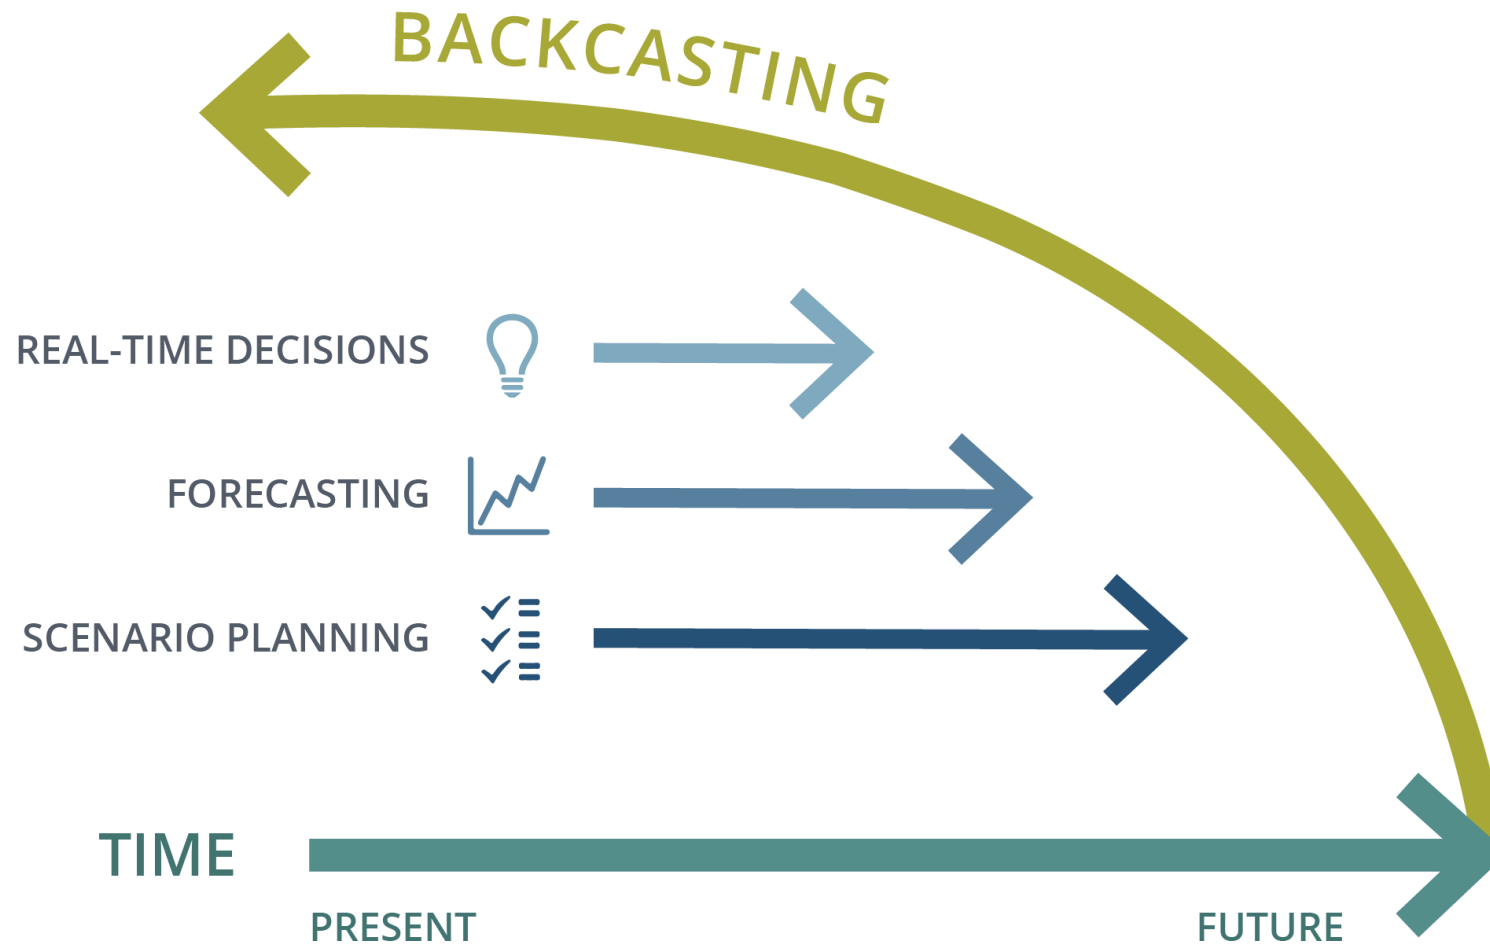 BACKCASTING
REAL-TIME DECISIONS
FORECASTING
SCENARIO PLANNING
TIME
PRESENT
FUTURE